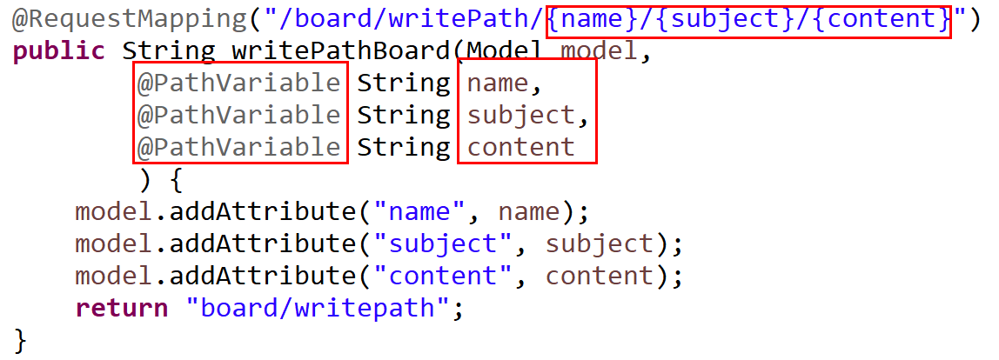 @RequestMapping("/board/writePath/{name}/{subject}/{content}")
public String writePathBoard(Model model,
        @PathVariable String name,
        @PathVariable String subject,
        @PathVariable String content
        ) {
    model.addAttribute("name", name);
    model.addAttribute("subject", subject);
    model.addAttribute("content", content);
    return "board/writepath";
}